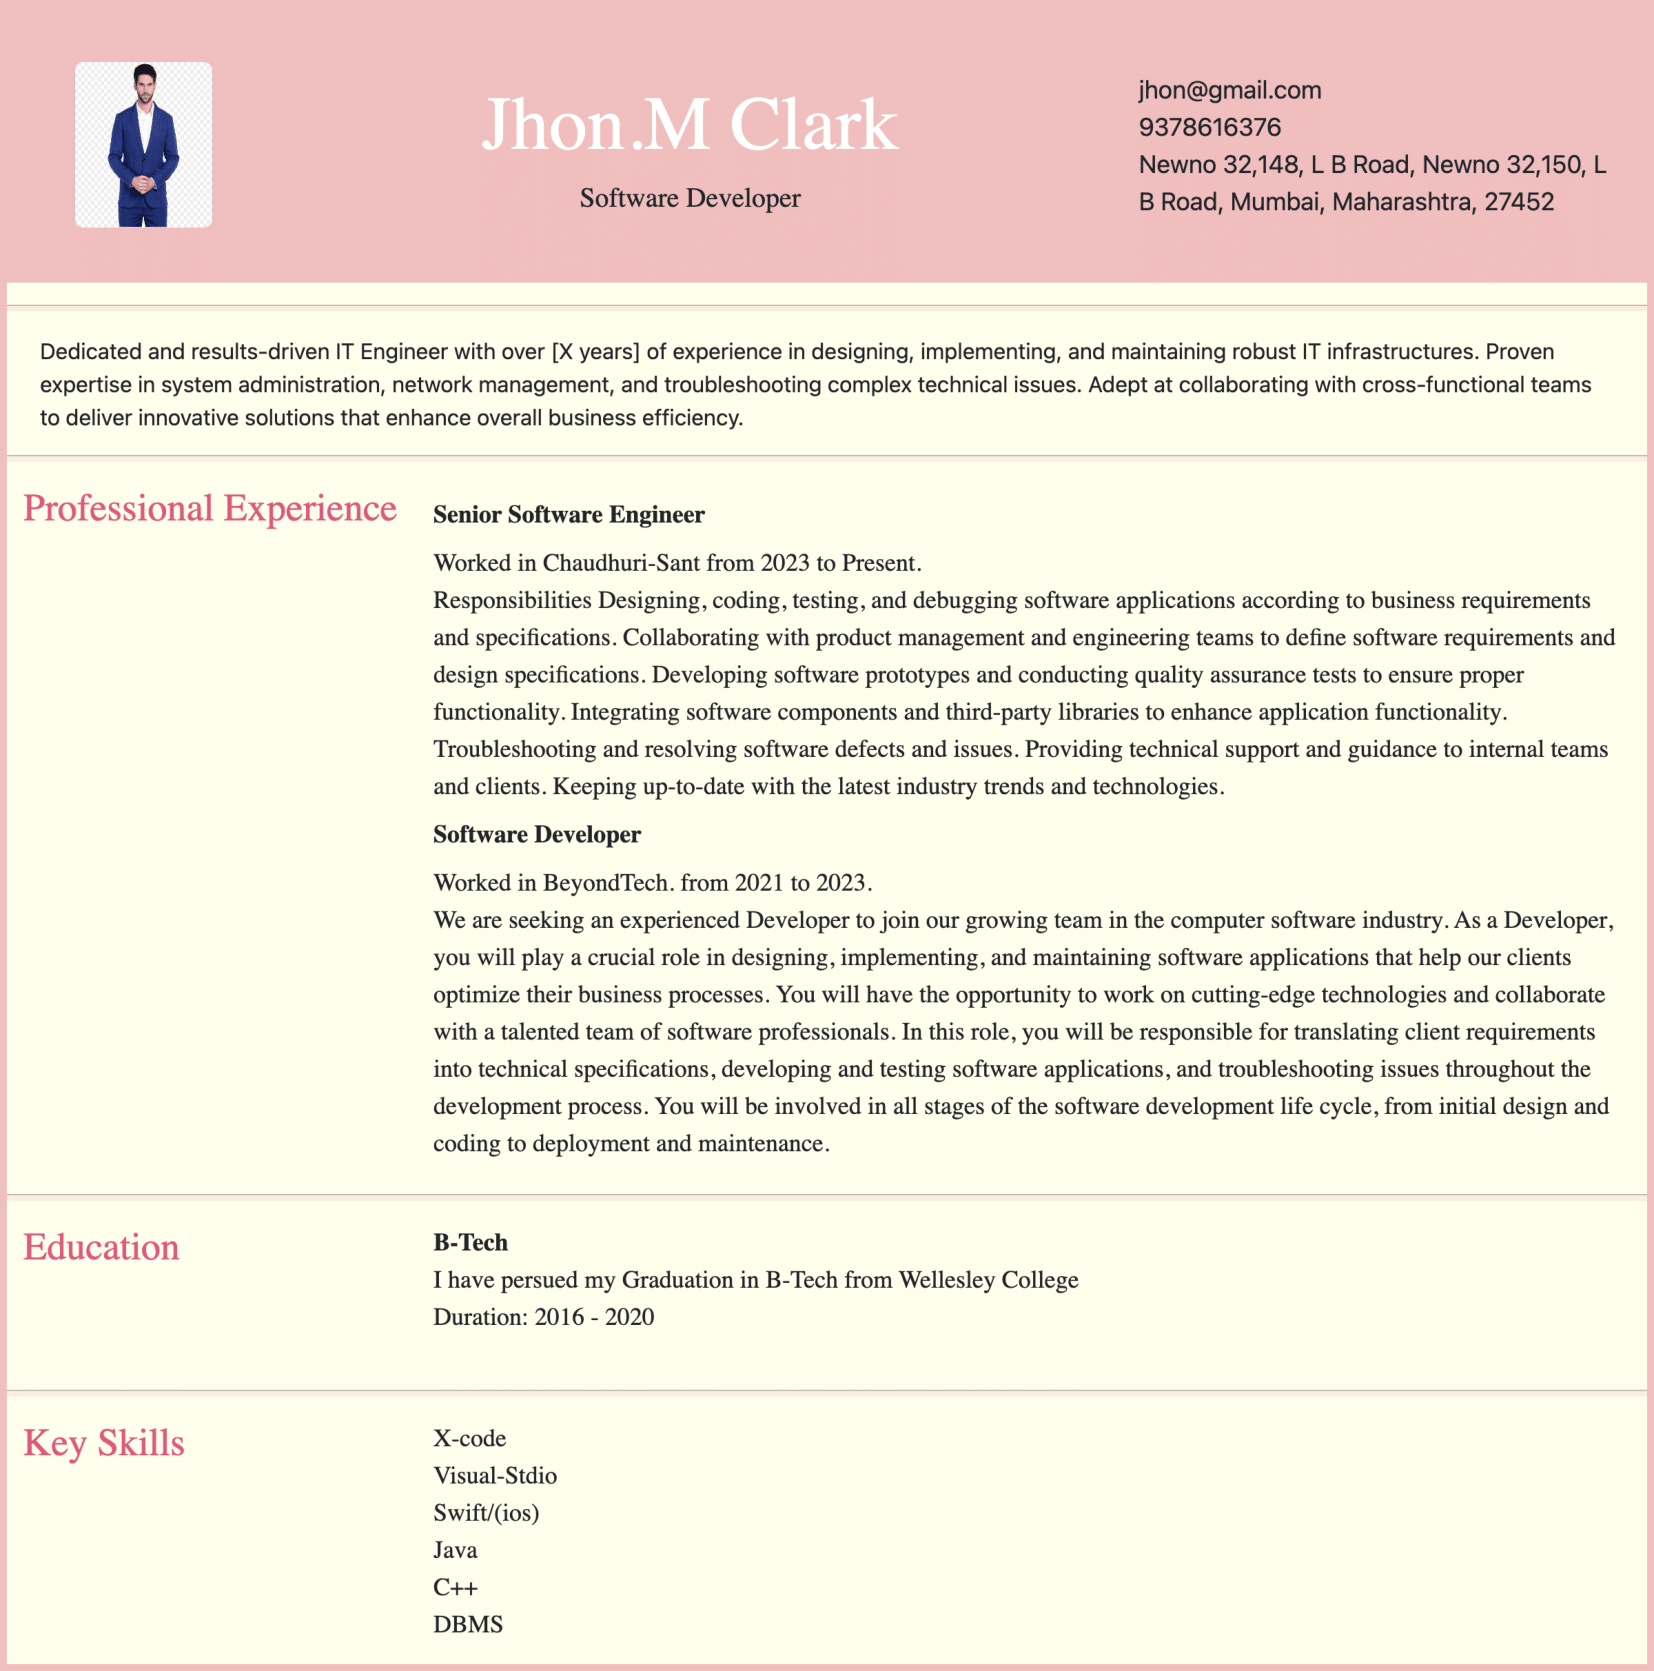 Jhon.M Clark
Software Developer
jhon@gmail.com
9378616376
Newno 32,148, L B Road, Newno 32,150, L
B Road, Mumbai, Maharashtra, 27452
Dedicated and results-driven IT Engineer with over [X years] of experience in designing, implementing, and maintaining robust IT infrastructures. Proven
expertise in system administration, network management, and troubleshooting complex technical issues. Adept at collaborating with cross-functional teams
to deliver innovative solutions that enhance overall business efficiency.
Professional Experience
Senior Software Engineer
Worked in Chaudhuri-Sant from 2023 to Present.
Responsibilities Designing, coding, testing, and debugging software applications according to business requirements
and specifications. Collaborating with product management and engineering teams to define software requirements and
design specifications. Developing software prototypes and conducting quality assurance tests to ensure proper
functionality. Integrating software components and third-party libraries to enhance application functionality.
Troubleshooting and resolving software defects and issues. Providing technical support and guidance to internal teams
and clients. Keeping up-to-date with the latest industry trends and technologies.
Software Developer
Worked in BeyondTech. from 2021 to 2023.
We are seeking an experienced Developer to join our growing team in the computer software industry. As a Developer,
you will play a crucial role in designing, implementing, and maintaining software applications that help our clients
optimize their business processes. You will have the opportunity to work on cutting-edge technologies and collaborate
with a talented team of software professionals. In this role, you will be responsible for translating client requirements
into technical specifications, developing and testing software applications, and troubleshooting issues throughout the
development process. You will be involved in all stages of the software development life cycle, from initial design and
coding to deployment and maintenance.
Education
B-Tech
I have persued my Graduation in B-Tech from Wellesley College
Duration: 2016 - 2020
Key Skills
X-code
Visual-Stdio
Swift/(ios)
Java
C++
DBMS